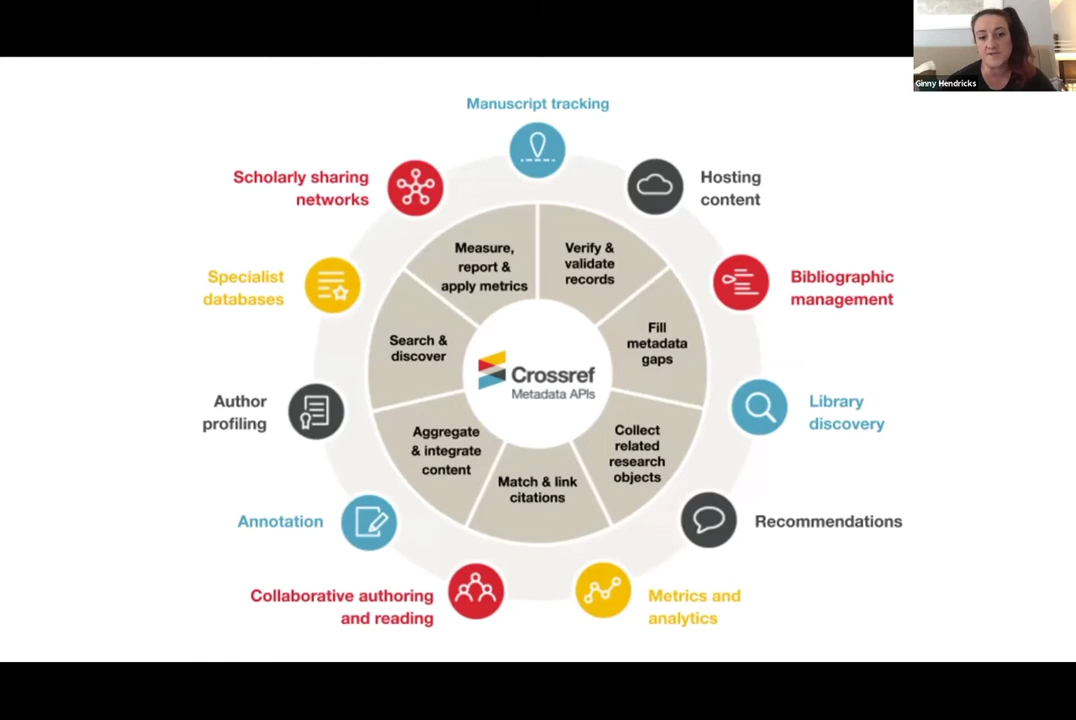 Ginny Hendricks
Manuscript tracking
Hosting
content
Bibliographic
management
Library
discovery
Recommendations
Metrics and
analytics
Collaborative authoring
and reading
Annotation
Author
profiling
Specialist
databases
Scholarly sharing
networks
Verify &
validate
records
Fill
metadata
gaps
Collect
related
research
objects
Match & link
citations
Aggregate
& integrate
content
Search &
discover
Measure,
report &
apply metrics
Crossref
Metadata APIs